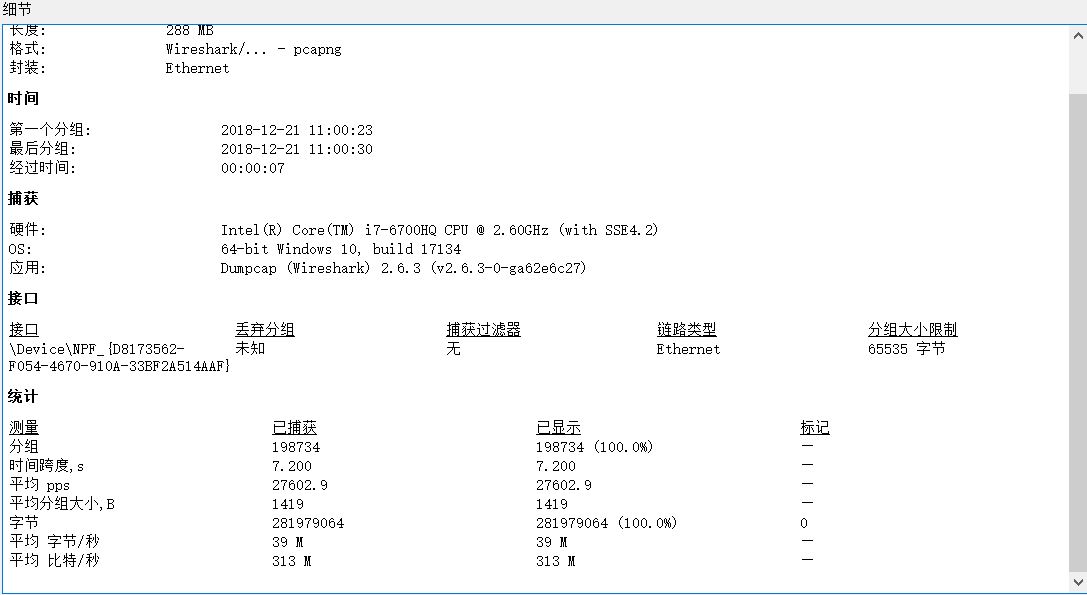 细节
长度: 288 MB
格式: Wireshark/... - pcapng
封装: Ethernet
时间
第一个分组: 2018-12-21 11:00:23
最后分组: 2018-12-21 11:00:30
经过时间: 00:00:07
捕获
硬件: Intel(R) Core(TM) i7-6700HQ CPU @ 2.60GHz (with SSE4.2)
OS: 64-bit Windows 10, build 17134
应用: Dumpcap (Wireshark) 2.6.3 (v2.6.3-0-ga62e6c27)
接口
接口 丢弃分组 捕获过滤器 链路类型 分组大小限制
\Device\NPF_{D8173562- 未知 无 Ethernet 65535 字节
F054-4670-910A-33BF2A514AAF}
统计
测量 已捕获 已显示 标记
分组 198734 198734 (100.0%) —
时间跨度,s 7.200 7.200 —
平均 pps 27602.9 27602.9 —
平均分组大小,B 1419 1419 —
字节 281979064 281979064 (100.0%) 0
平均 字节/秒 39 M 39 M —
平均 比特/秒 313 M 313 M —